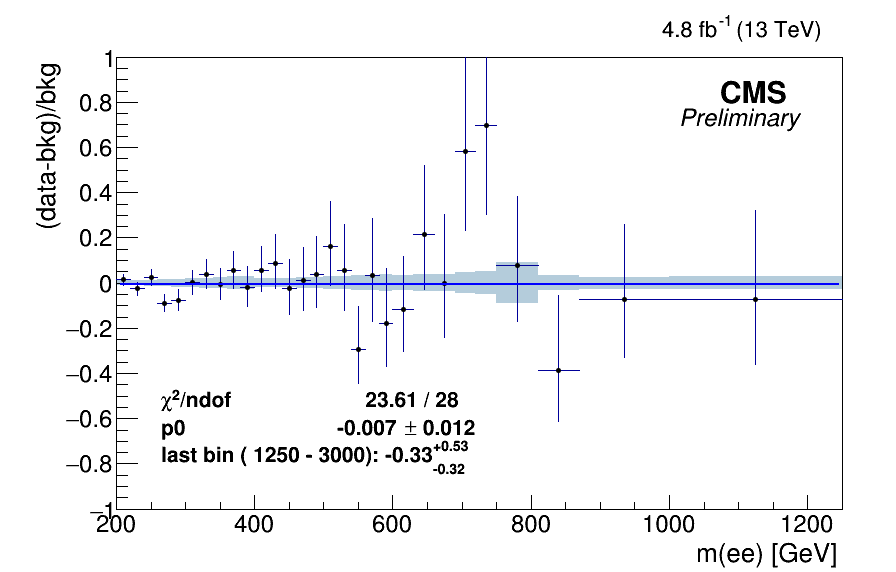 4.8 fb⁻¹ (13 TeV)
(data-bkg)/bkg
CMS
Preliminary
1
0.8
0.6
0.4
0.2
0
−0.2
−0.4
−0.6
−0.8
−1
χ²/ndof 23.61 / 28
p0 -0.007 ± 0.012
last bin ( 1250 - 3000): -0.33 +0.53 -0.32
200 400 600 800 1000 1200
m(ee) [GeV]